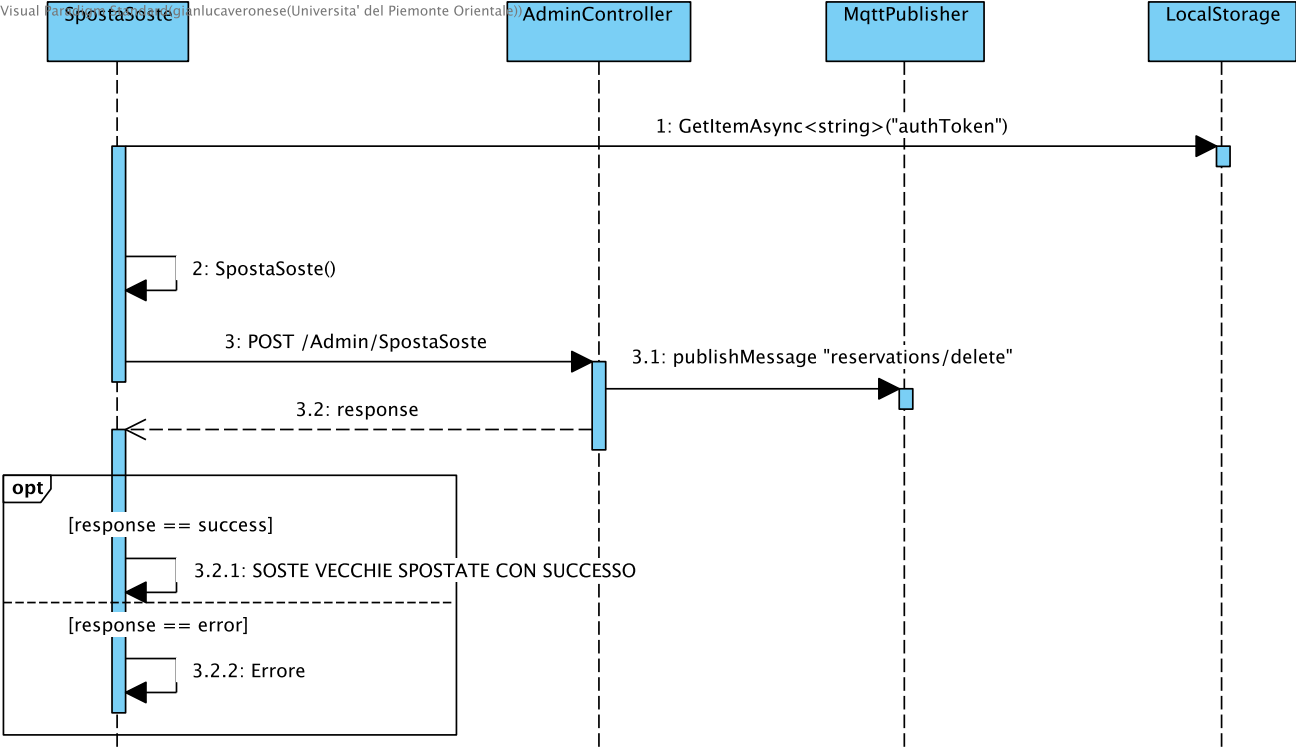 Visual Paradigm Standard(gianlucaveronese(Universita' del Piemonte Orientale))
SpostaSoste
AdminController
MqttPublisher
LocalStorage
1: GetItemAsync<string>("authToken")
2: SpostaSoste()
3: POST /Admin/SpostaSoste
3.1: publishMessage "reservations/delete"
3.2: response
opt
[response == success]
3.2.1: SOSTE VECCHIE SPOSTATE CON SUCCESSO
[response == error]
3.2.2: Errore